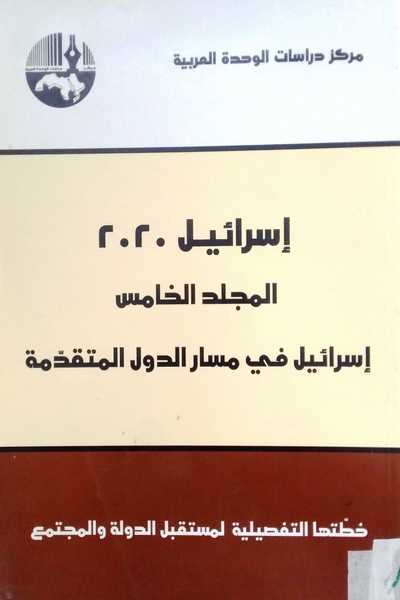 مركز دراسات الوحدة العربية
إسرائيل ٢٠٢٠
المجلد الخامس
إسرائيل في مسار الدول المتقدّمة
خطّتها التفصيلية لمستقبل الدولة والمجتمع